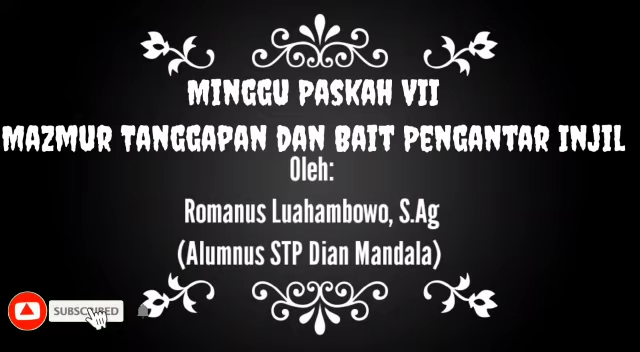 MINGGU PASKAH VII
MAZMUR TANGGAPAN DAN BAIT PENGANTAR INJIL
Oleh:
Romanus Luahambowo, S.Ag
(Alumnus STP Dian Mandala)
SUBSCRIBED